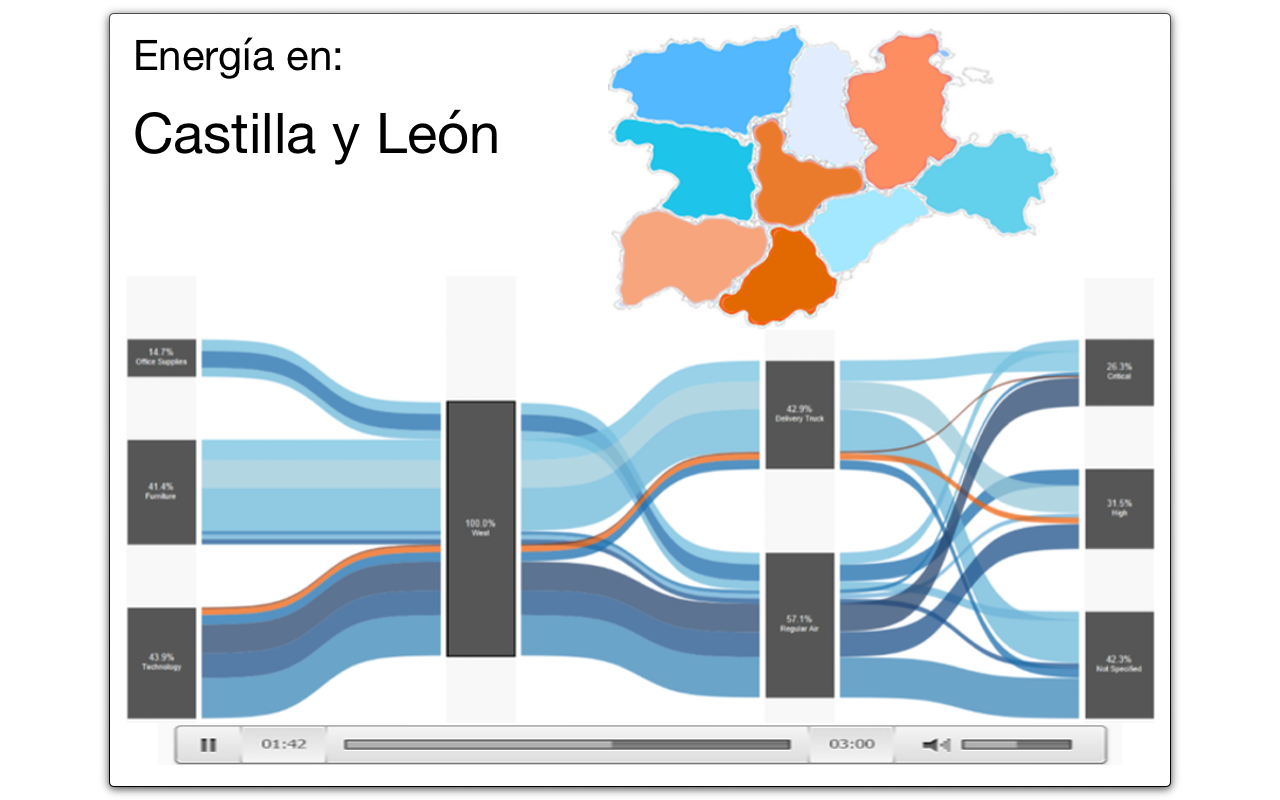 Energía en:
Castilla y León
14.7%
Office Supplies
41.4%
Furniture
43.9%
Technology
100.0%
West
42.9%
Delivery Truck
57.1%
Regular Air
26.3%
Critical
31.5%
High
42.3%
Not Specified
01:42
03:00